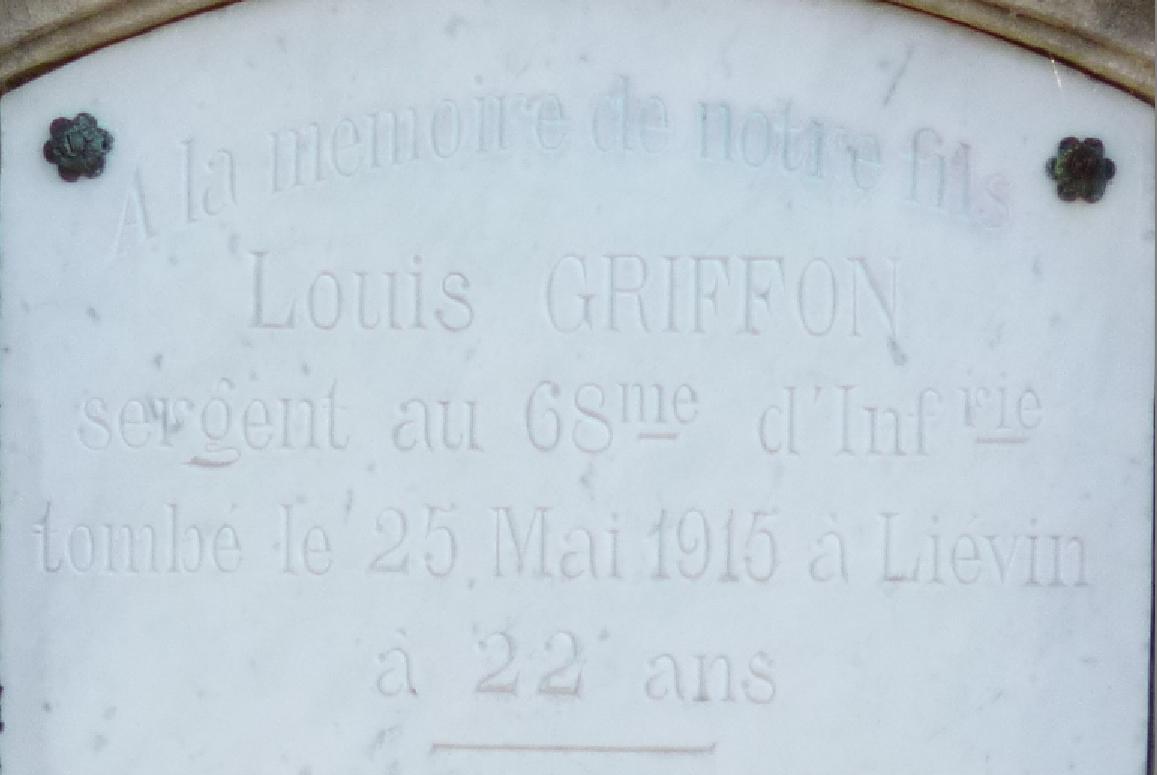 A la memoire de notre fils
Louis GRIFFON
sergent au 68me d'Infrie
tombé le 25 Mai 1915 à Liévin
à 22 ans